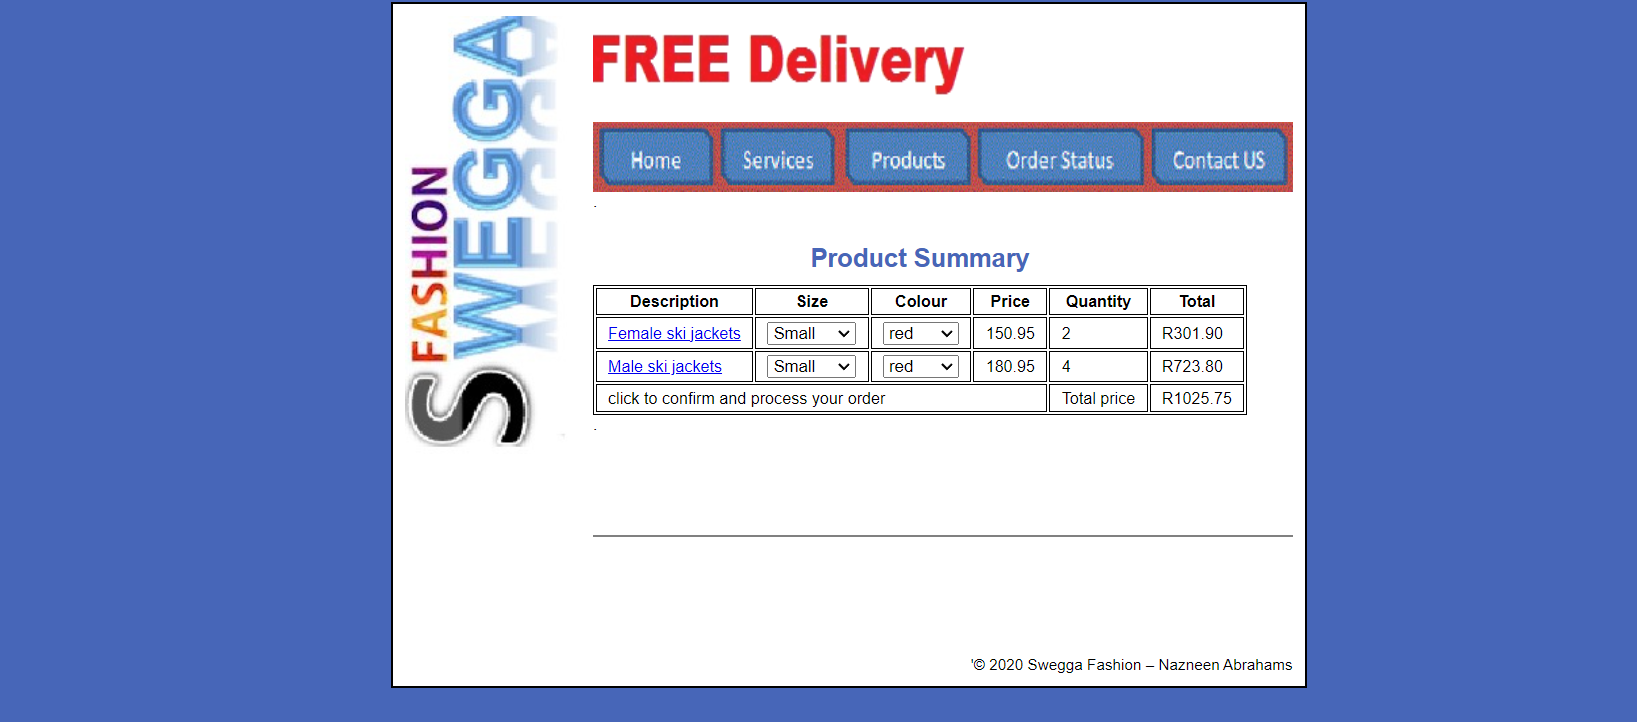 FASHION
SWEGGA
FREE Delivery
Home Services Products Order Status Contact US
.
Product Summary
Description Size Colour Price Quantity Total
Female ski jackets Small red 150.95 2 R301.90
Male ski jackets Small red 180.95 4 R723.80
click to confirm and process your order Total price R1025.75
.
'© 2020 Swegga Fashion – Nazneen Abrahams